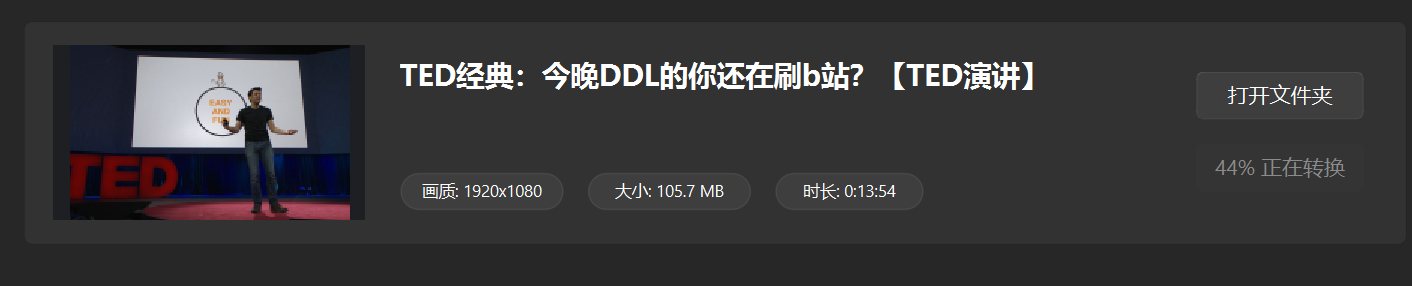 TED经典：今晚DDL的你还在刷b站？【TED演讲】
打开文件夹
EASY
AND
FUN
TED
44% 正在转换
画质: 1920x1080
大小: 105.7 MB
时长: 0:13:54